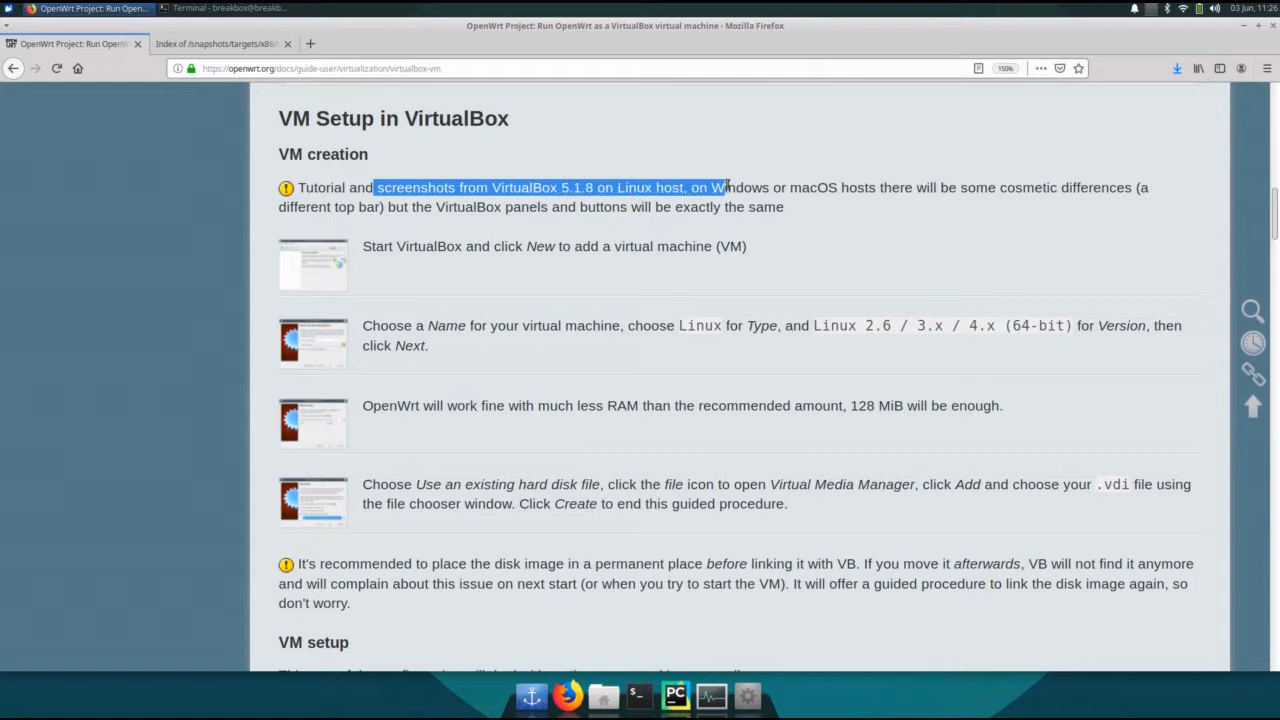 OpenWrt Project: Run Open...
Terminal - breakbox@breakb...
03 Jun, 11:26
OpenWrt Project: Run OpenWrt as a VirtualBox virtual machine - Mozilla Firefox
OpenWrt Project: Run OpenW
Index of /snapshots/targets/x86/
https://openwrt.org/docs/guide-user/virtualization/virtualbox-vm
150%
VM Setup in VirtualBox
VM creation
Tutorial and screenshots from VirtualBox 5.1.8 on Linux host, on Windows or macOS hosts there will be some cosmetic differences (a
different top bar) but the VirtualBox panels and buttons will be exactly the same
Start VirtualBox and click New to add a virtual machine (VM)
Choose a Name for your virtual machine, choose Linux for Type, and Linux 2.6 / 3.x / 4.x (64-bit) for Version, then
click Next.
OpenWrt will work fine with much less RAM than the recommended amount, 128 MiB will be enough.
Choose Use an existing hard disk file, click the file icon to open Virtual Media Manager, click Add and choose your .vdi file using
the file chooser window. Click Create to end this guided procedure.
It's recommended to place the disk image in a permanent place before linking it with VB. If you move it afterwards, VB will not find it anymore
and will complain about this issue on next start (or when you try to start the VM). It will offer a guided procedure to link the disk image again, so
don't worry.
VM setup
PC